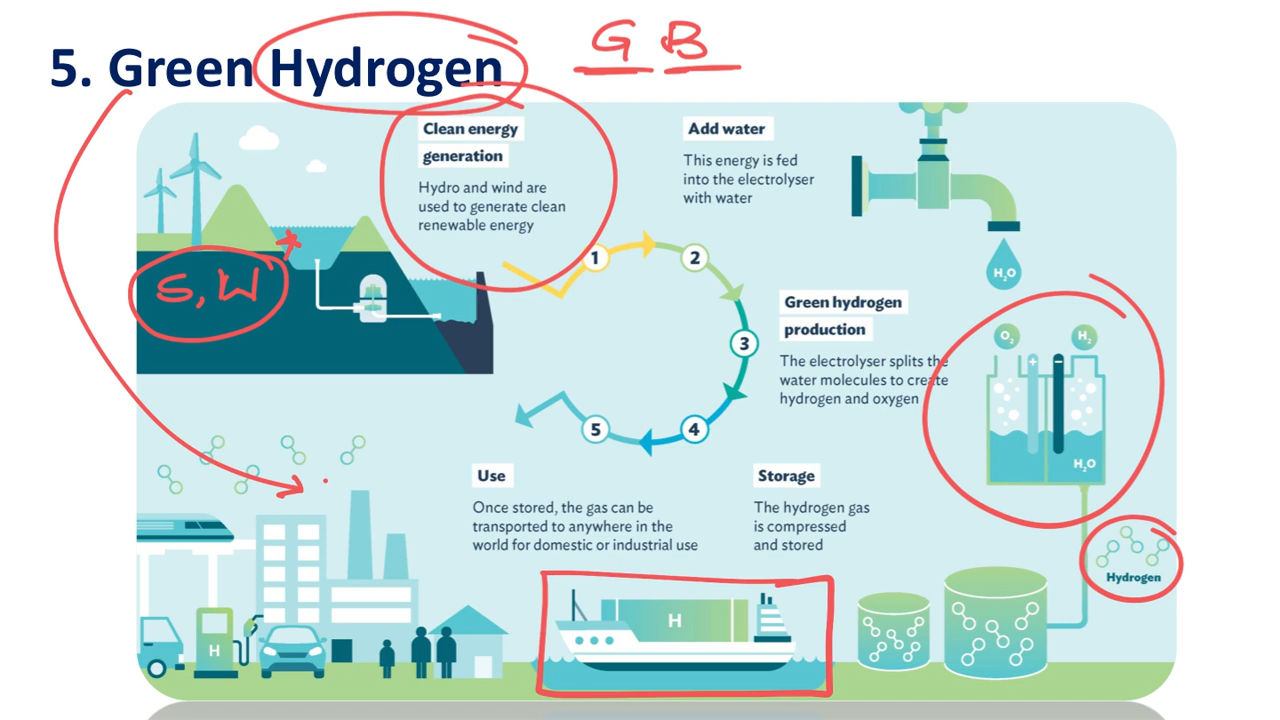 5. Green Hydrogen
G B
Clean energy
generation
Hydro and wind are
used to generate clean
renewable energy
Add water
This energy is fed
into the electrolyser
with water
H₂O
S, W
1
2
3
4
5
Green hydrogen
production
The electrolyser splits the
water molecules to create
hydrogen and oxygen
O₂
H₂
+
-
H₂O
Use
Once stored, the gas can be
transported to anywhere in the
world for domestic or industrial use
Storage
The hydrogen gas
is compressed
and stored
Hydrogen
H
H